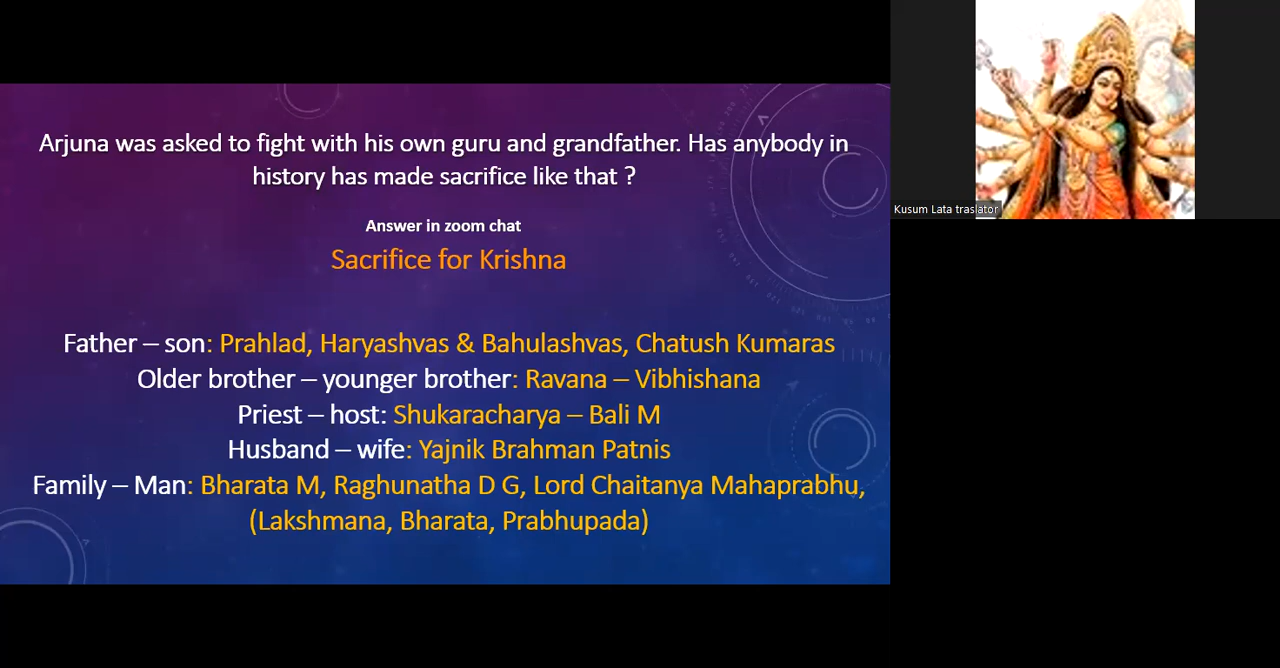 Arjuna was asked to fight with his own guru and grandfather. Has anybody in
history has made sacrifice like that ?
Answer in zoom chat
Sacrifice for Krishna
Father – son: Prahlad, Haryashvas & Bahulashvas, Chatush Kumaras
Older brother – younger brother: Ravana – Vibhishana
Priest – host: Shukaracharya – Bali M
Husband – wife: Yajnik Brahman Patnis
Family – Man: Bharata M, Raghunatha D G, Lord Chaitanya Mahaprabhu,
(Lakshmana, Bharata, Prabhupada)
Kusum Lata traslator